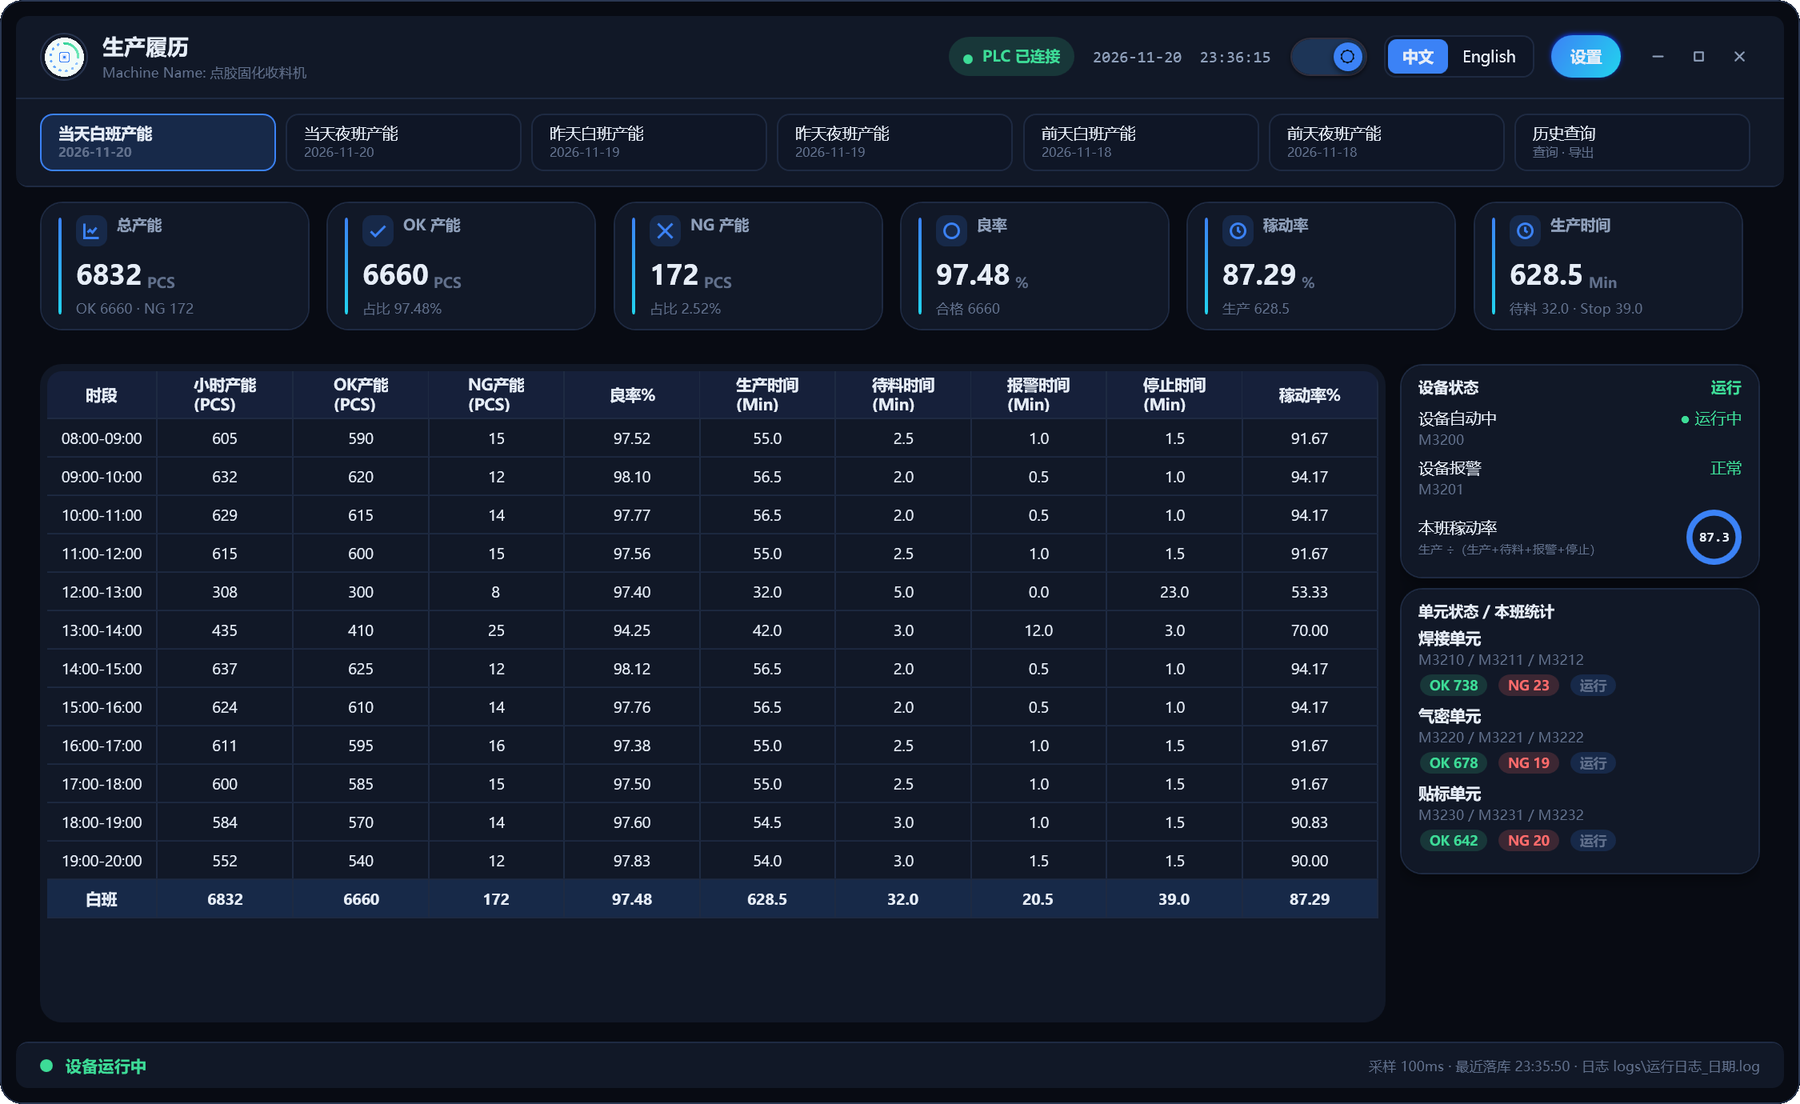 生产履历
Machine Name: 点胶固化收料机
PLC 已连接
2026-11-20 23:36:15
中文 English
设置
当天白班产能
2026-11-20
当天夜班产能
2026-11-20
昨天白班产能
2026-11-19
昨天夜班产能
2026-11-19
前天白班产能
2026-11-18
前天夜班产能
2026-11-18
历史查询
查询 · 导出
总产能
6832 PCS
OK 6660 · NG 172
OK 产能
6660 PCS
占比 97.48%
NG 产能
172 PCS
占比 2.52%
良率
97.48 %
合格 6660
稼动率
87.29 %
生产 628.5
生产时间
628.5 Min
待料 32.0 · Stop 39.0
时段 小时产能(PCS) OK产能(PCS) NG产能(PCS) 良率% 生产时间(Min) 待料时间(Min) 报警时间(Min) 停止时间(Min) 稼动率%
08:00-09:00 605 590 15 97.52 55.0 2.5 1.0 1.5 91.67
09:00-10:00 632 620 12 98.10 56.5 2.0 0.5 1.0 94.17
10:00-11:00 629 615 14 97.77 56.5 2.0 0.5 1.0 94.17
11:00-12:00 615 600 15 97.56 55.0 2.5 1.0 1.5 91.67
12:00-13:00 308 300 8 97.40 32.0 5.0 0.0 23.0 53.33
13:00-14:00 435 410 25 94.25 42.0 3.0 12.0 3.0 70.00
14:00-15:00 637 625 12 98.12 56.5 2.0 0.5 1.0 94.17
15:00-16:00 624 610 14 97.76 56.5 2.0 0.5 1.0 94.17
16:00-17:00 611 595 16 97.38 55.0 2.5 1.0 1.5 91.67
17:00-18:00 600 585 15 97.50 55.0 2.5 1.0 1.5 91.67
18:00-19:00 584 570 14 97.60 54.5 3.0 1.0 1.5 90.83
19:00-20:00 552 540 12 97.83 54.0 3.0 1.5 1.5 90.00
白班 6832 6660 172 97.48 628.5 32.0 20.5 39.0 87.29
设备状态 运行
设备自动中 运行中
M3200
设备报警 正常
M3201
本班稼动率
生产 ÷（生产+待料+报警+停止）
87.3
单元状态 / 本班统计
焊接单元
M3210 / M3211 / M3212
OK 738 NG 23 运行
气密单元
M3220 / M3221 / M3222
OK 678 NG 19 运行
贴标单元
M3230 / M3231 / M3232
OK 642 NG 20 运行
设备运行中
采样 100ms · 最近落库 23:35:50 · 日志 logs\运行日志_日期.log